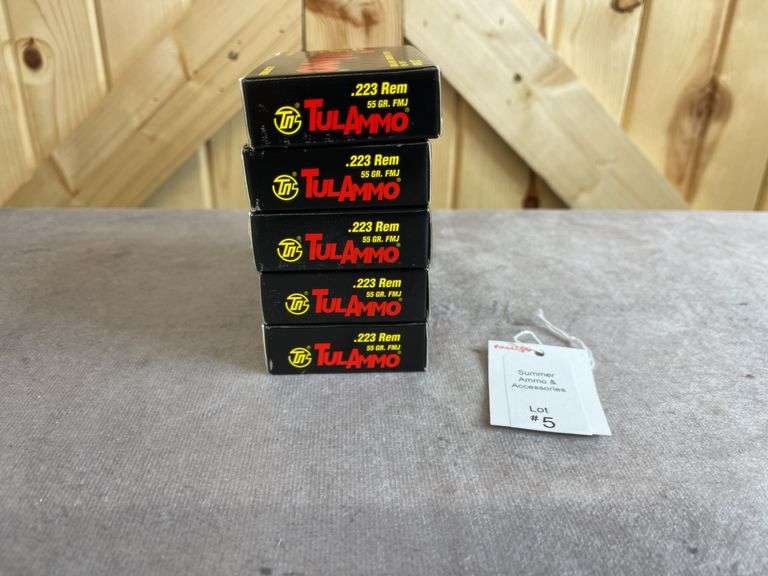 .223 Rem
55 GR. FMJ
TULAMMO®
.223 Rem
55 GR. FMJ
TULAMMO®
.223 Rem
55 GR. FMJ
TULAMMO®
.223 Rem
55 GR. FMJ
TULAMMO®
.223 Rem
55 GR. FMJ
TULAMMO®
Summer
Ammo &
Accessories
Lot
# 5